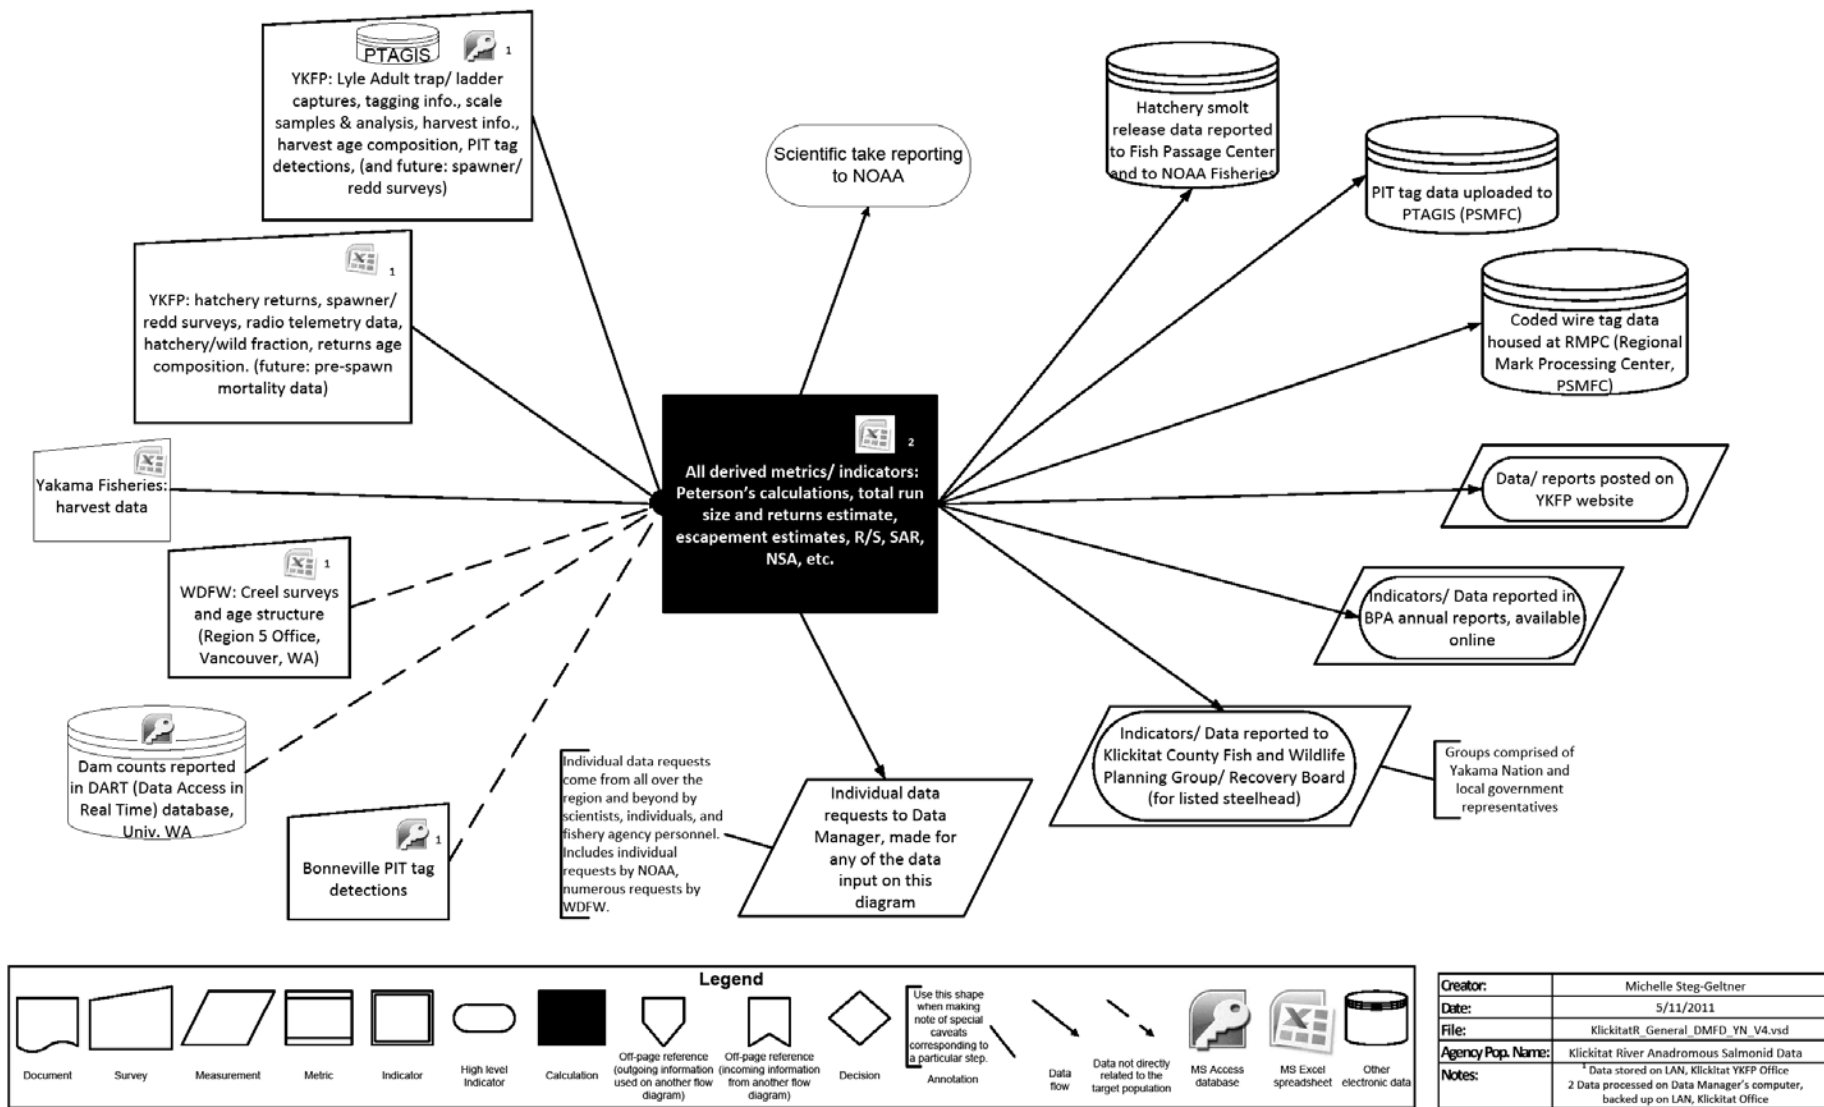 PTAGIS
1
YKFP: Lyle Adult trap/ ladder
captures, tagging info., scale
samples & analysis, harvest info.,
harvest age composition, PIT tag
detections, (and future: spawner/
redd surveys)
1
YKFP: hatchery returns, spawner/
redd surveys, radio telemetry data,
hatchery/wild fraction, returns age
composition. (future: pre-spawn
mortality data)
Yakama Fisheries:
harvest data
1
WDFW: Creel surveys
and age structure
(Region 5 Office,
Vancouver, WA)
Dam counts reported
in DART (Data Access in
Real Time) database,
Univ. WA
1
Bonneville PIT tag
detections
Scientific take reporting
to NOAA
2
All derived metrics/ indicators:
Peterson's calculations, total run
size and returns estimate,
escapement estimates, R/S, SAR,
NSA, etc.
Individual data requests
come from all over the
region and beyond by
scientists, individuals, and
fishery agency personnel.
Includes individual
requests by NOAA,
numerous requests by
WDFW.
Individual data
requests to Data
Manager, made for
any of the data
input on this
diagram
Hatchery smolt
release data reported
to Fish Passage Center
and to NOAA Fisheries
PIT tag data uploaded to
PTAGIS (PSMFC)
Coded wire tag data
housed at RMPC (Regional
Mark Processing Center,
PSMFC)
Data/ reports posted on
YKFP website
Indicators/ Data reported in
BPA annual reports, available
online
Indicators/ Data reported to
Klickitat County Fish and Wildlife
Planning Group/ Recovery Board
(for listed steelhead)
Groups comprised of
Yakama Nation and
local government
representatives
Legend
Document
Survey
Measurement
Metric
Indicator
High level
Indicator
Calculation
Off-page reference
(outgoing information
used on another flow
diagram)
Off-page reference
(incoming information
from another flow
diagram)
Decision
Use this shape
when making
note of special
caveats
corresponding to
a particular step.
Annotation
Data
flow
Data not directly
related to the
target population
MS Access
database
MS Excel
spreadsheet
Other
electronic data
Creator: Michelle Steg-Geltner
Date: 5/11/2011
File: KlickitatR_General_DMFD_YN_V4.vsd
Agency Pop. Name: Klickitat River Anadromous Salmonid Data
Notes: 1 Data stored on LAN, Klickitat YKFP Office
2 Data processed on Data Manager's computer,
backed up on LAN, Klickitat Office